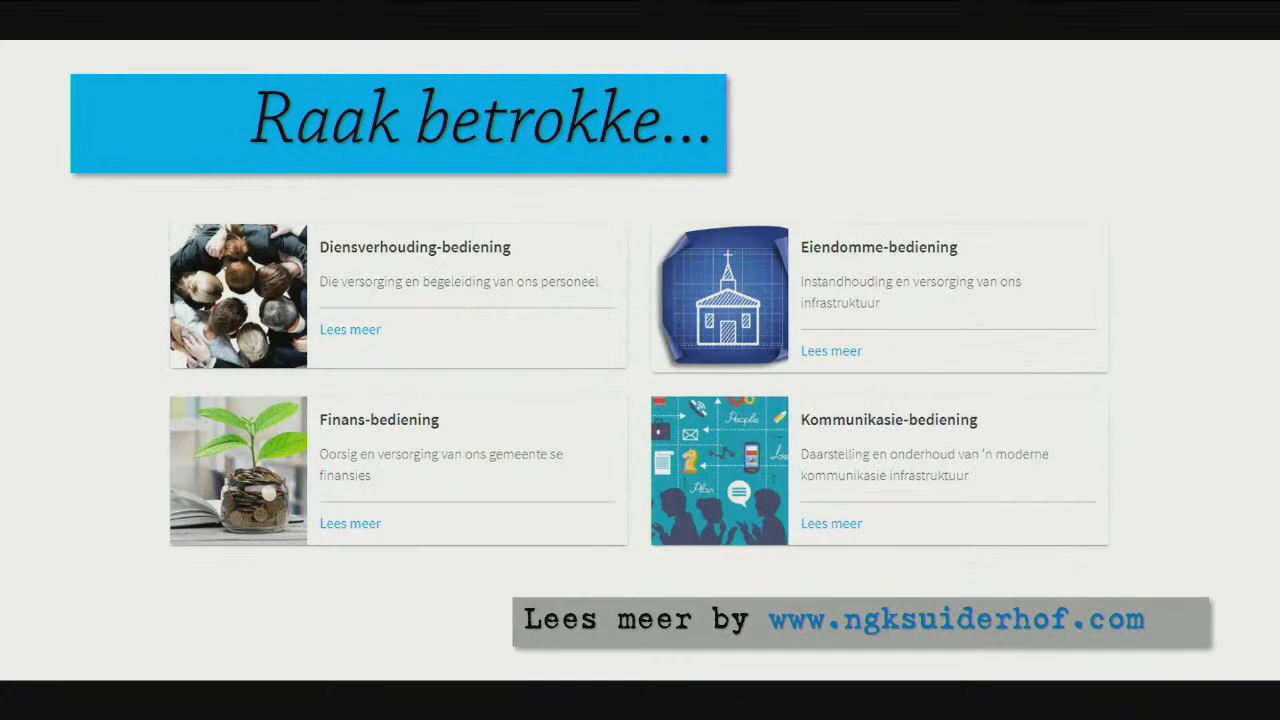 Raak betrokke...
Diensverhouding-bediening
Die versorging en begeleiding van ons personeel
Lees meer
Eiendomme-bediening
Instandhouding en versorging van ons
infrastruktuur
Lees meer
Finans-bediening
Oorsig en versorging van ons gemeente se
finansies
Lees meer
People
Plan
Kommunikasie-bediening
Daarstelling en onderhoud van 'n moderne
kommunikasie infrastruktuur
Lees meer
Lees meer by www.ngksuiderhof.com